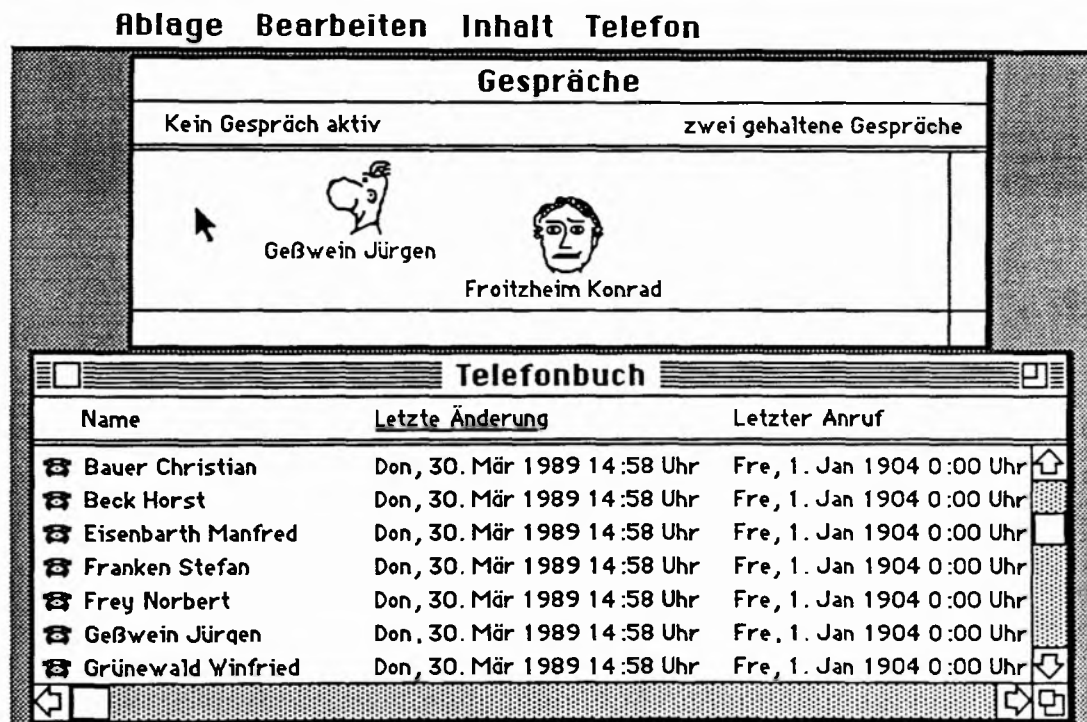 Ablage Bearbeiten Inhalt Telefon
Gespräche
Kein Gespräch aktiv zwei gehaltene Gespräche
Geßwein Jürgen
Froitzheim Konrad
Telefonbuch
Name Letzte Änderung Letzter Anruf
Bauer Christian Don, 30. Mär 1989 14:58 Uhr Fre, 1. Jan 1904 0:00 Uhr
Beck Horst Don, 30. Mär 1989 14:58 Uhr Fre, 1. Jan 1904 0:00 Uhr
Eisenbarth Manfred Don, 30. Mär 1989 14:58 Uhr Fre, 1. Jan 1904 0:00 Uhr
Franken Stefan Don, 30. Mär 1989 14:58 Uhr Fre, 1. Jan 1904 0:00 Uhr
Frey Norbert Don, 30. Mär 1989 14:58 Uhr Fre, 1. Jan 1904 0:00 Uhr
Geßwein Jürgen Don, 30. Mär 1989 14:58 Uhr Fre, 1. Jan 1904 0:00 Uhr
Grünewald Winfried Don, 30. Mär 1989 14:58 Uhr Fre, 1. Jan 1904 0:00 Uhr